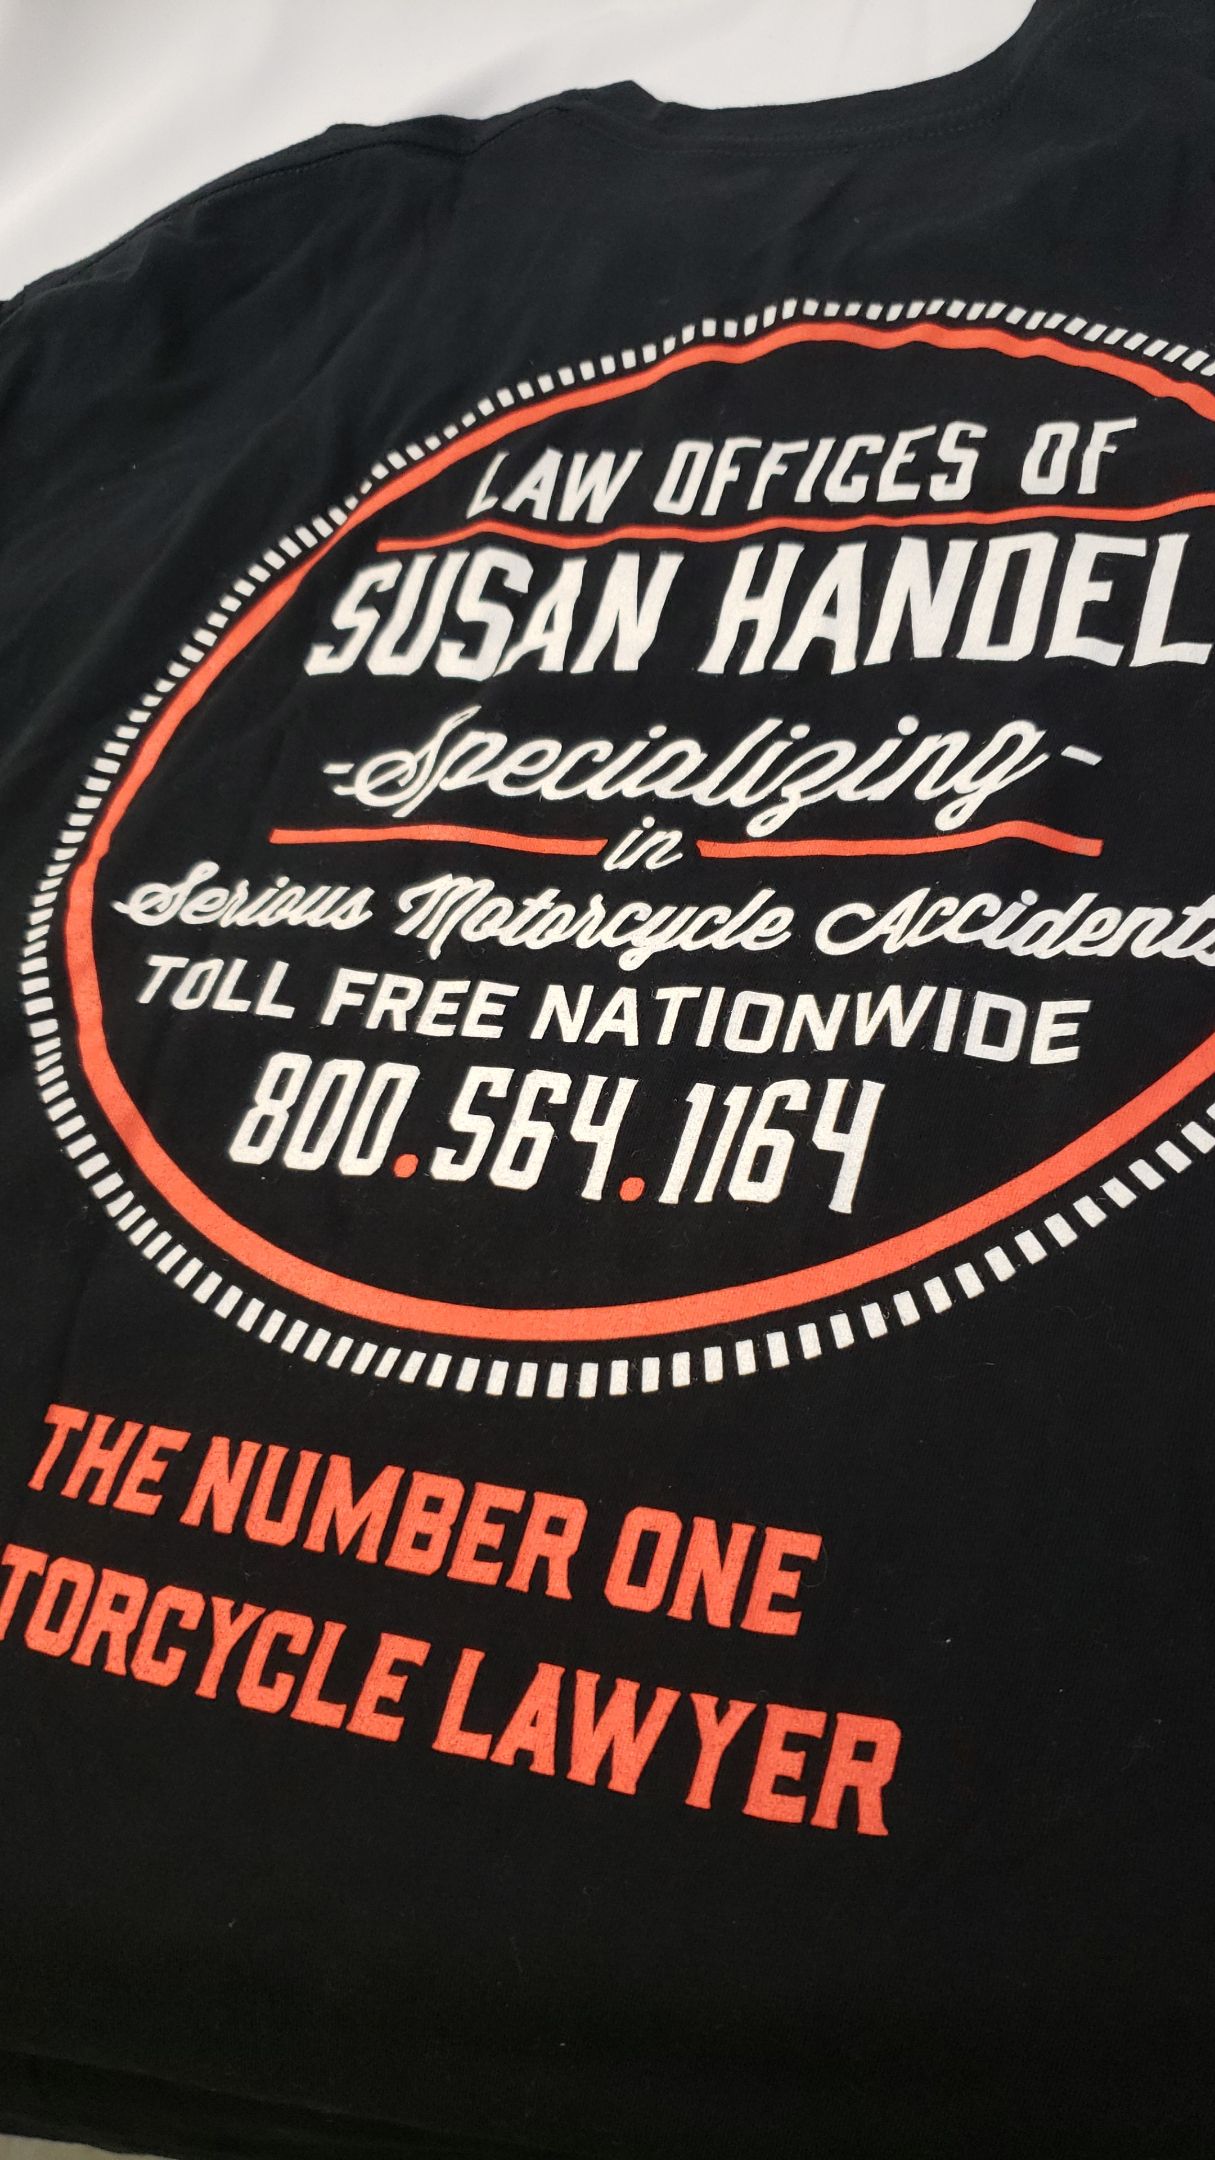 LAW OFFICES OF
SUSAN HANDEL
-Specializing-
in
Serious Motorcycle Accidents
TOLL FREE NATIONWIDE
800.564.1164
THE NUMBER ONE
TORCYCLE LAWYER